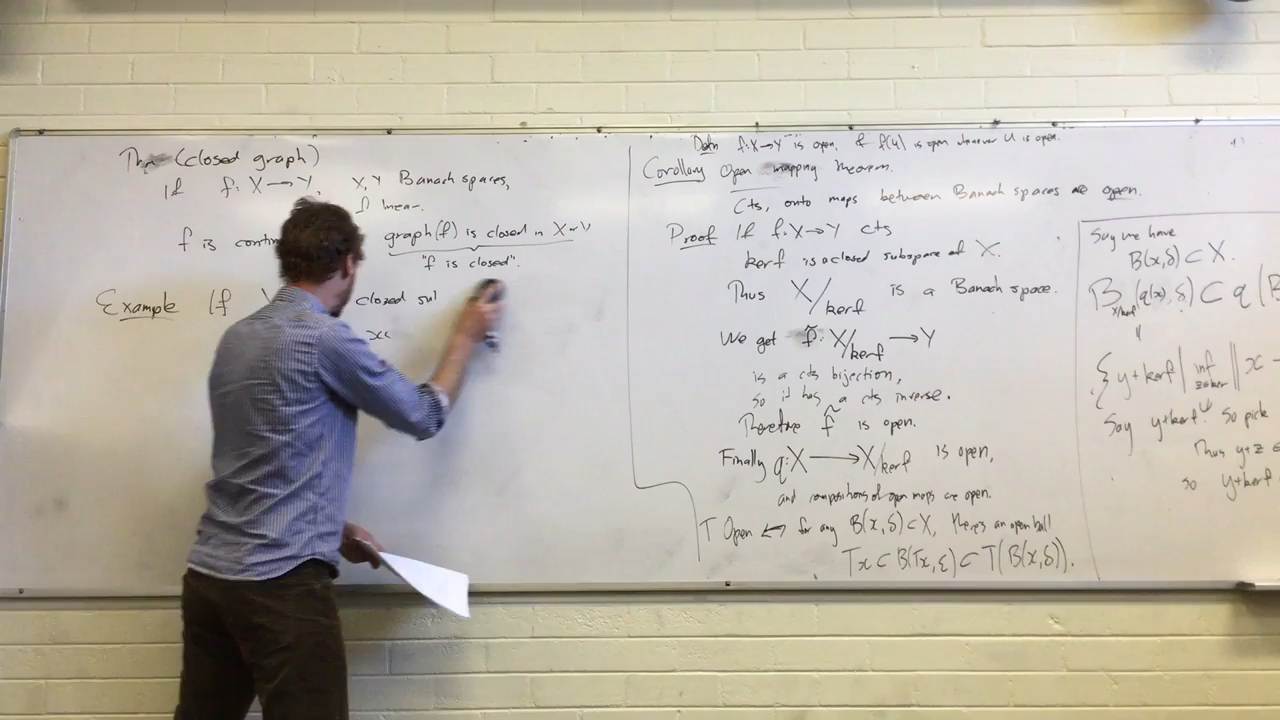 Thm (closed graph)
If f: X → Y, X, Y Banach spaces,
f linear.
f is contin graph(f) is closed in X × Y
"f is closed".
Example If closed sub
Defn f: X → Y is open, if f(U) is open whenever U is open.
Corollary Open mapping theorem.
Cts, onto maps between Banach spaces are open.
Proof If f: X → Y cts
ker f is a closed subspace of X.
Thus X/ker f is a Banach space.
We get f̃: X/ker f → Y
is a cts bijection,
so it has a cts inverse.
Therefore f̃ is open.
Finally q: X → X/ker f is open,
and compositions of open maps are open.
T Open ↔ for any B(x, δ) ⊂ X, there's an open ball
Tx ⊂ B(Tx, ε) ⊂ T(B(x, δ)).
Say we have
B(x, δ) ⊂ X.
B_{X/ker f}(q(x), δ) ⊂ q(B
{ y + ker f | inf_{z∈ker} || x -
Say y + ker f so pick
Thus y + z ∈
so y + ker f